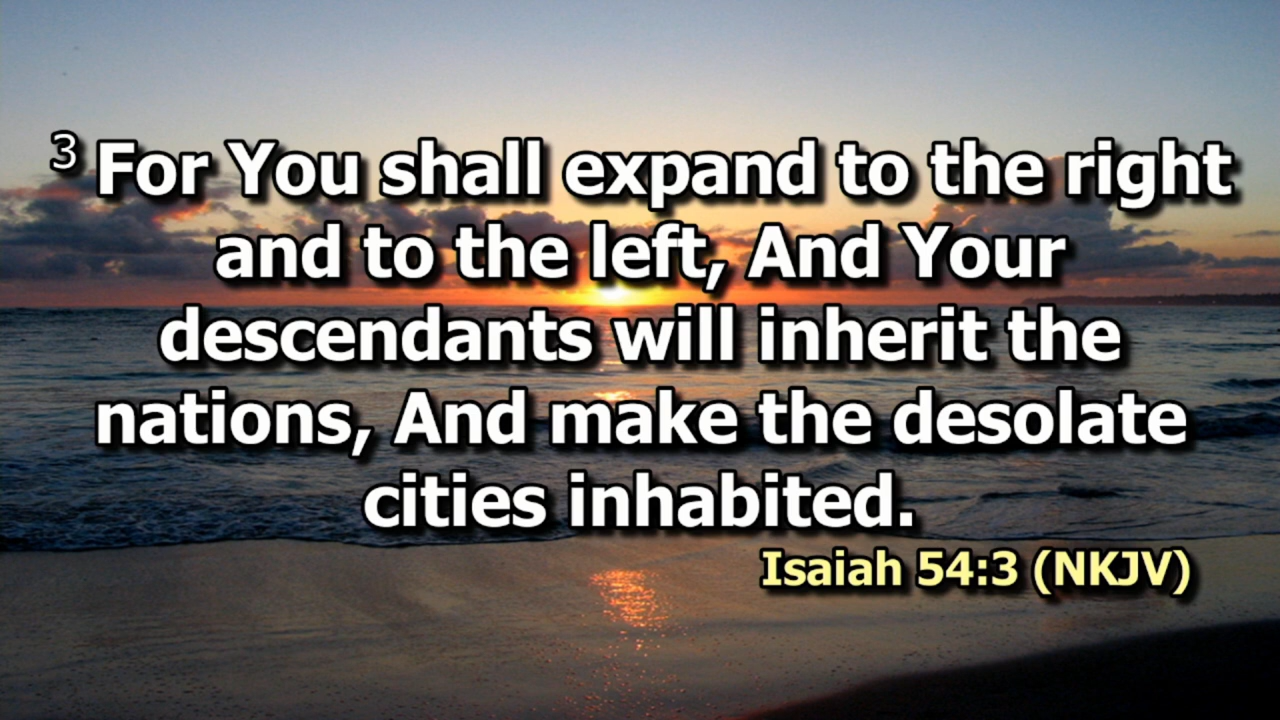 3 For You shall expand to the right
and to the left, And Your
descendants will inherit the
nations, And make the desolate
cities inhabited.
Isaiah 54:3 (NKJV)